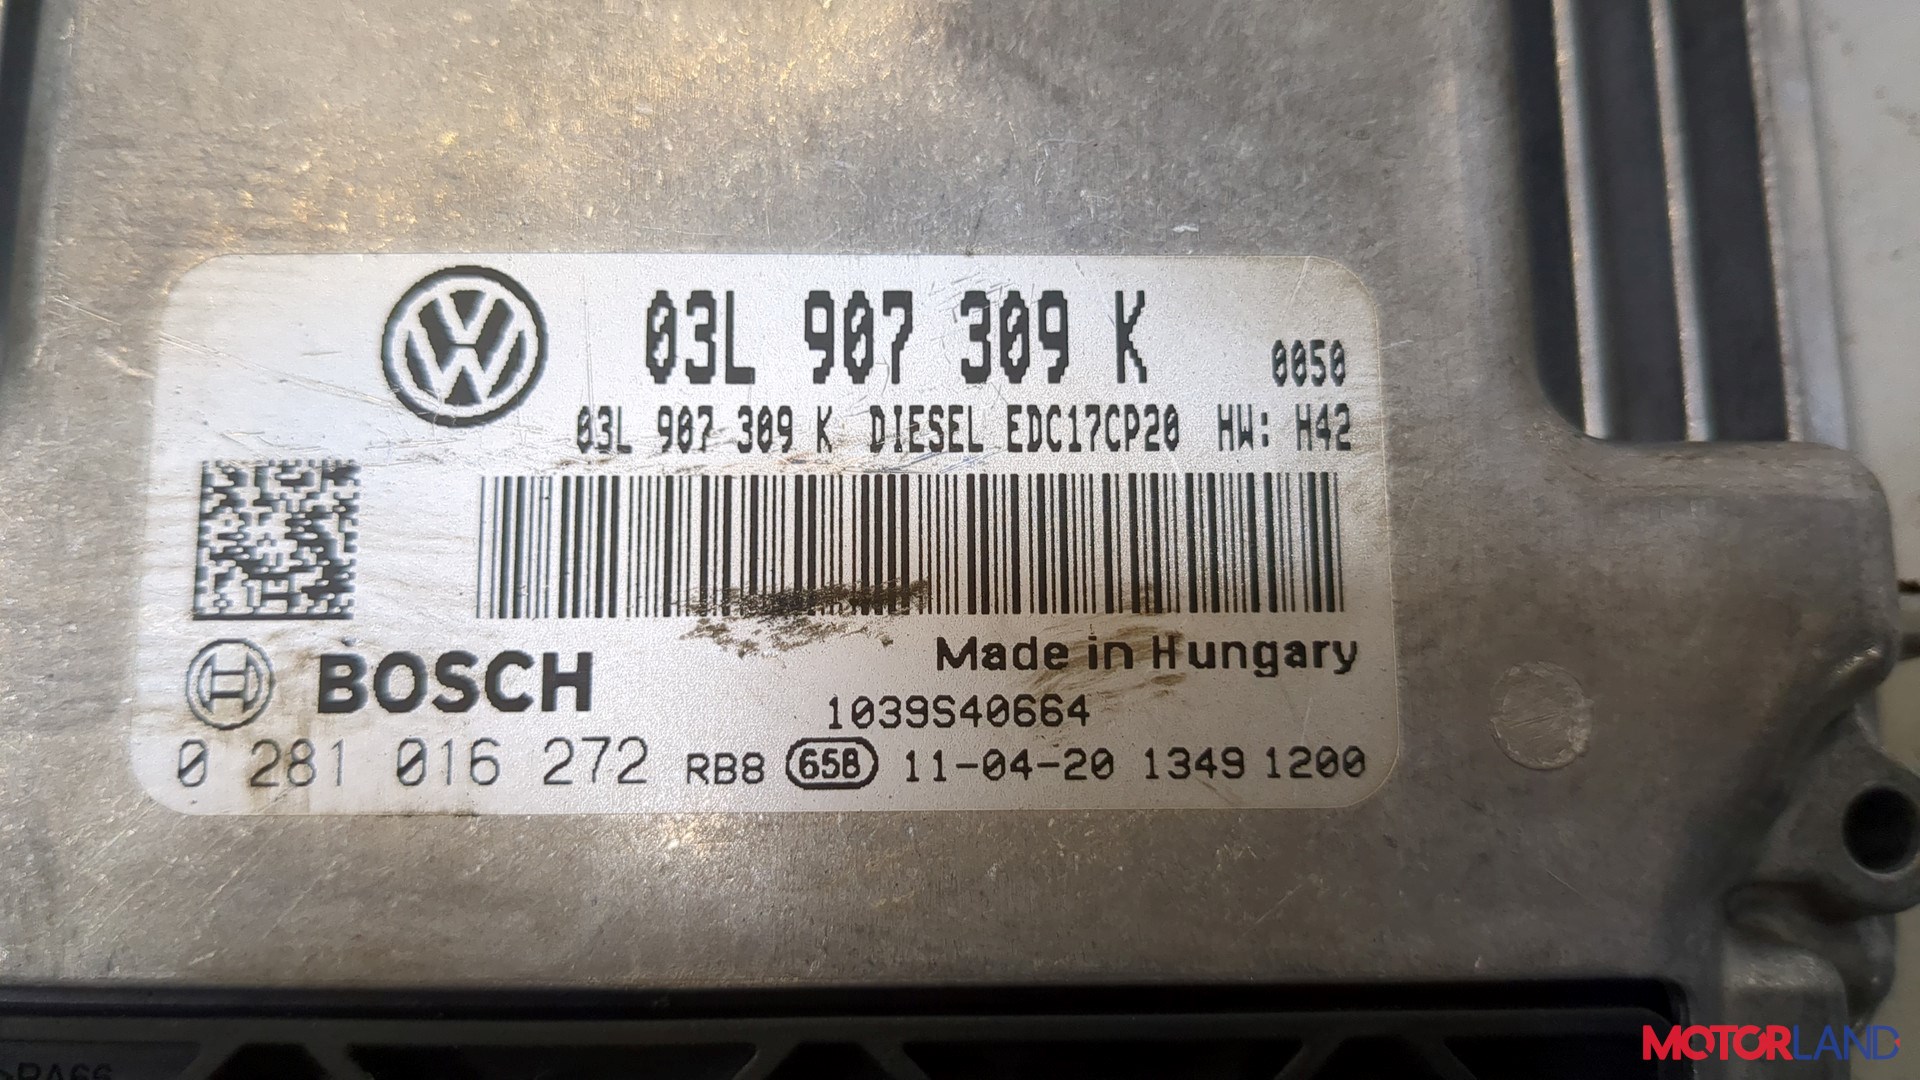 03L 907 309 K 0050
03L 907 309 K DIESEL EDC17CP20 HW: H42
BOSCH
Made in Hungary
1039S40664
0 281 016 272 RB8 65B 11-04-20 1349 1200
MOTORLAND